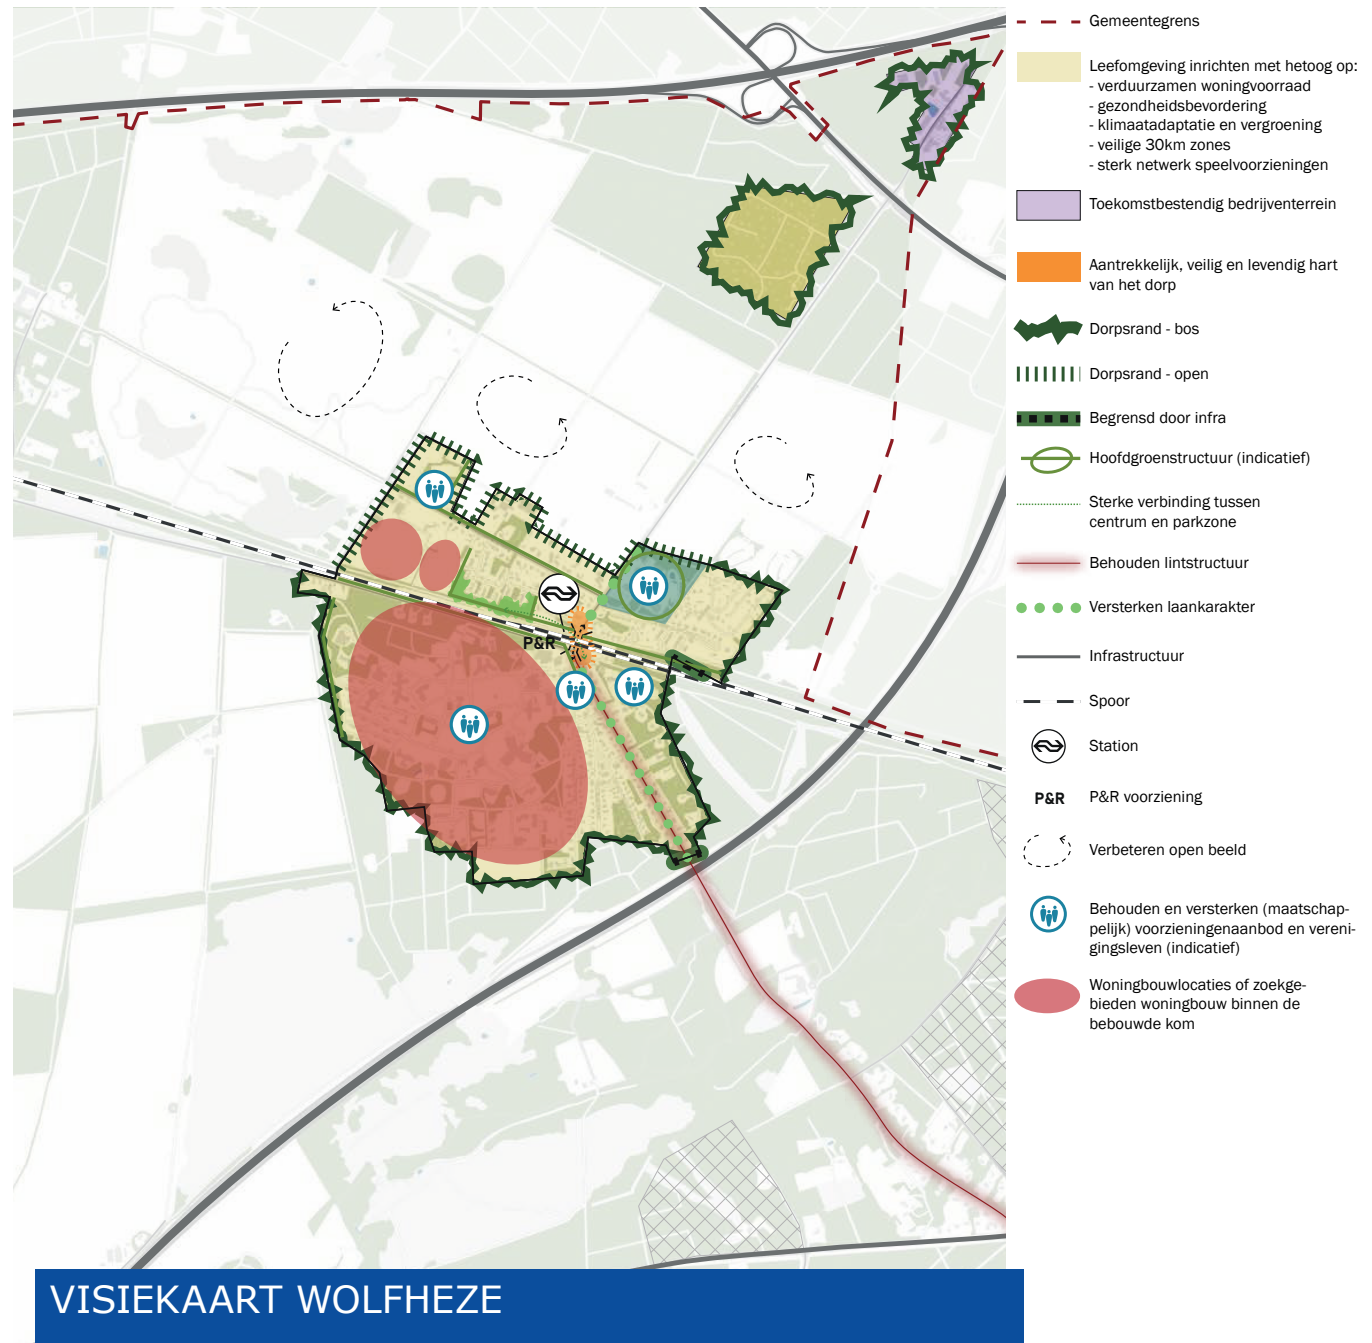 Gemeentegrens
Leefomgeving inrichten met hetoog op:
- verduurzamen woningvoorraad
- gezondheidsbevordering
- klimaatadaptatie en vergroening
- veilige 30km zones
- sterk netwerk speelvoorzieningen
Toekomstbestendig bedrijventerrein
Aantrekkelijk, veilig en levendig hart
van het dorp
Dorpsrand - bos
Dorpsrand - open
Begrensd door infra
Hoofdgroenstructuur (indicatief)
Sterke verbinding tussen
centrum en parkzone
Behouden lintstructuur
Versterken laankarakter
Infrastructuur
Spoor
Station
P&R P&R voorziening
Verbeteren open beeld
Behouden en versterken (maatschap-
pelijk) voorzieningenaanbod en vereni-
gingsleven (indicatief)
Woningbouwlocaties of zoekge-
bieden woningbouw binnen de
bebouwde kom
P&R
VISIEKAART WOLFHEZE